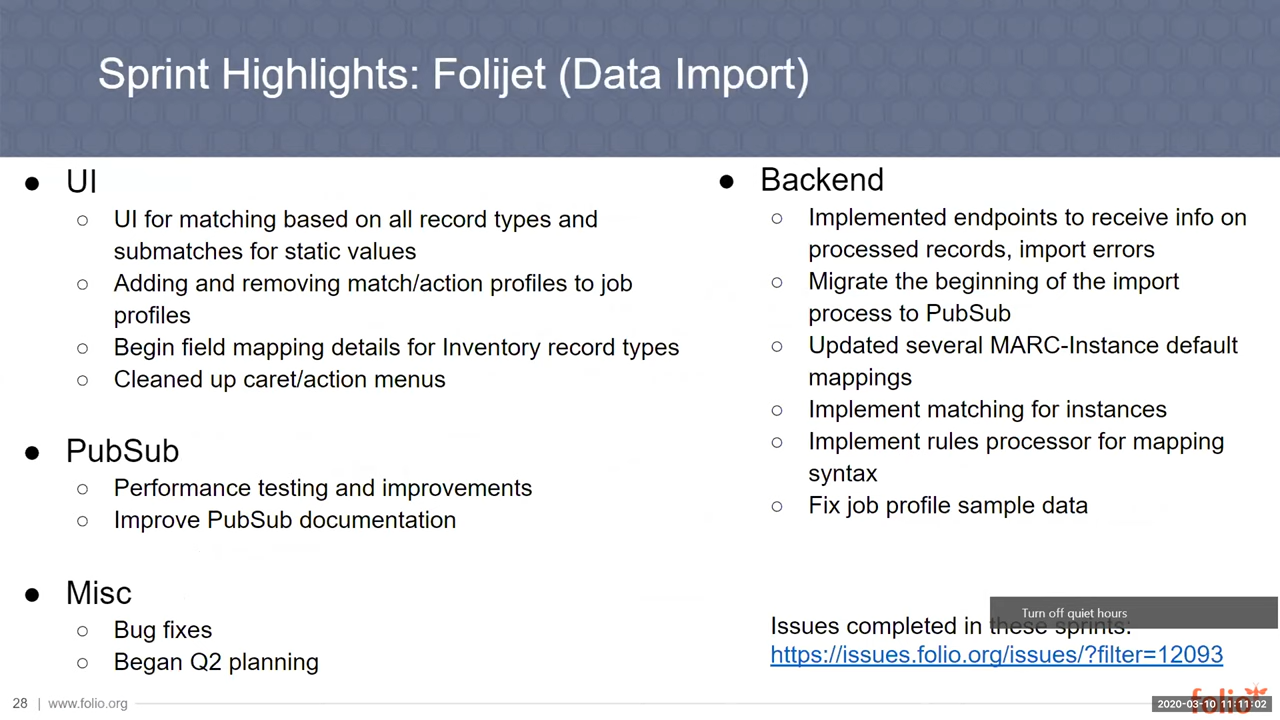 Sprint Highlights: Folijet (Data Import)
● UI
○ UI for matching based on all record types and
submatches for static values
○ Adding and removing match/action profiles to job
profiles
○ Begin field mapping details for Inventory record types
○ Cleaned up caret/action menus
● PubSub
○ Performance testing and improvements
○ Improve PubSub documentation
● Misc
○ Bug fixes
○ Began Q2 planning
● Backend
○ Implemented endpoints to receive info on
processed records, import errors
○ Migrate the beginning of the import
process to PubSub
○ Updated several MARC-Instance default
mappings
○ Implement matching for instances
○ Implement rules processor for mapping
syntax
○ Fix job profile sample data
Turn off quiet hours
Issues completed in these sprints:
https://issues.folio.org/issues/?filter=12093
28 | www.folio.org
folio
2020-03-10 11:11:02